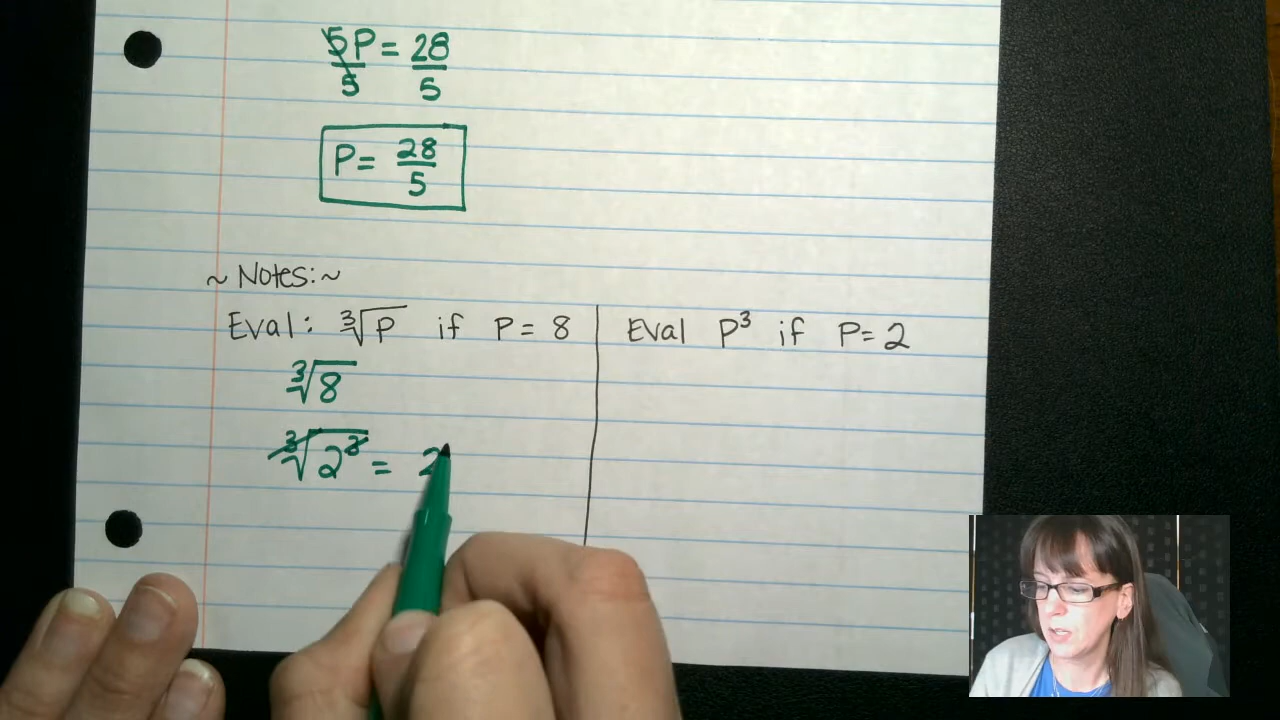 5P = 28
5 5
P = 28/5
~ Notes: ~
Eval: ∛P if P = 8
∛8
∛2³ = 2
Eval P³ if P = 2